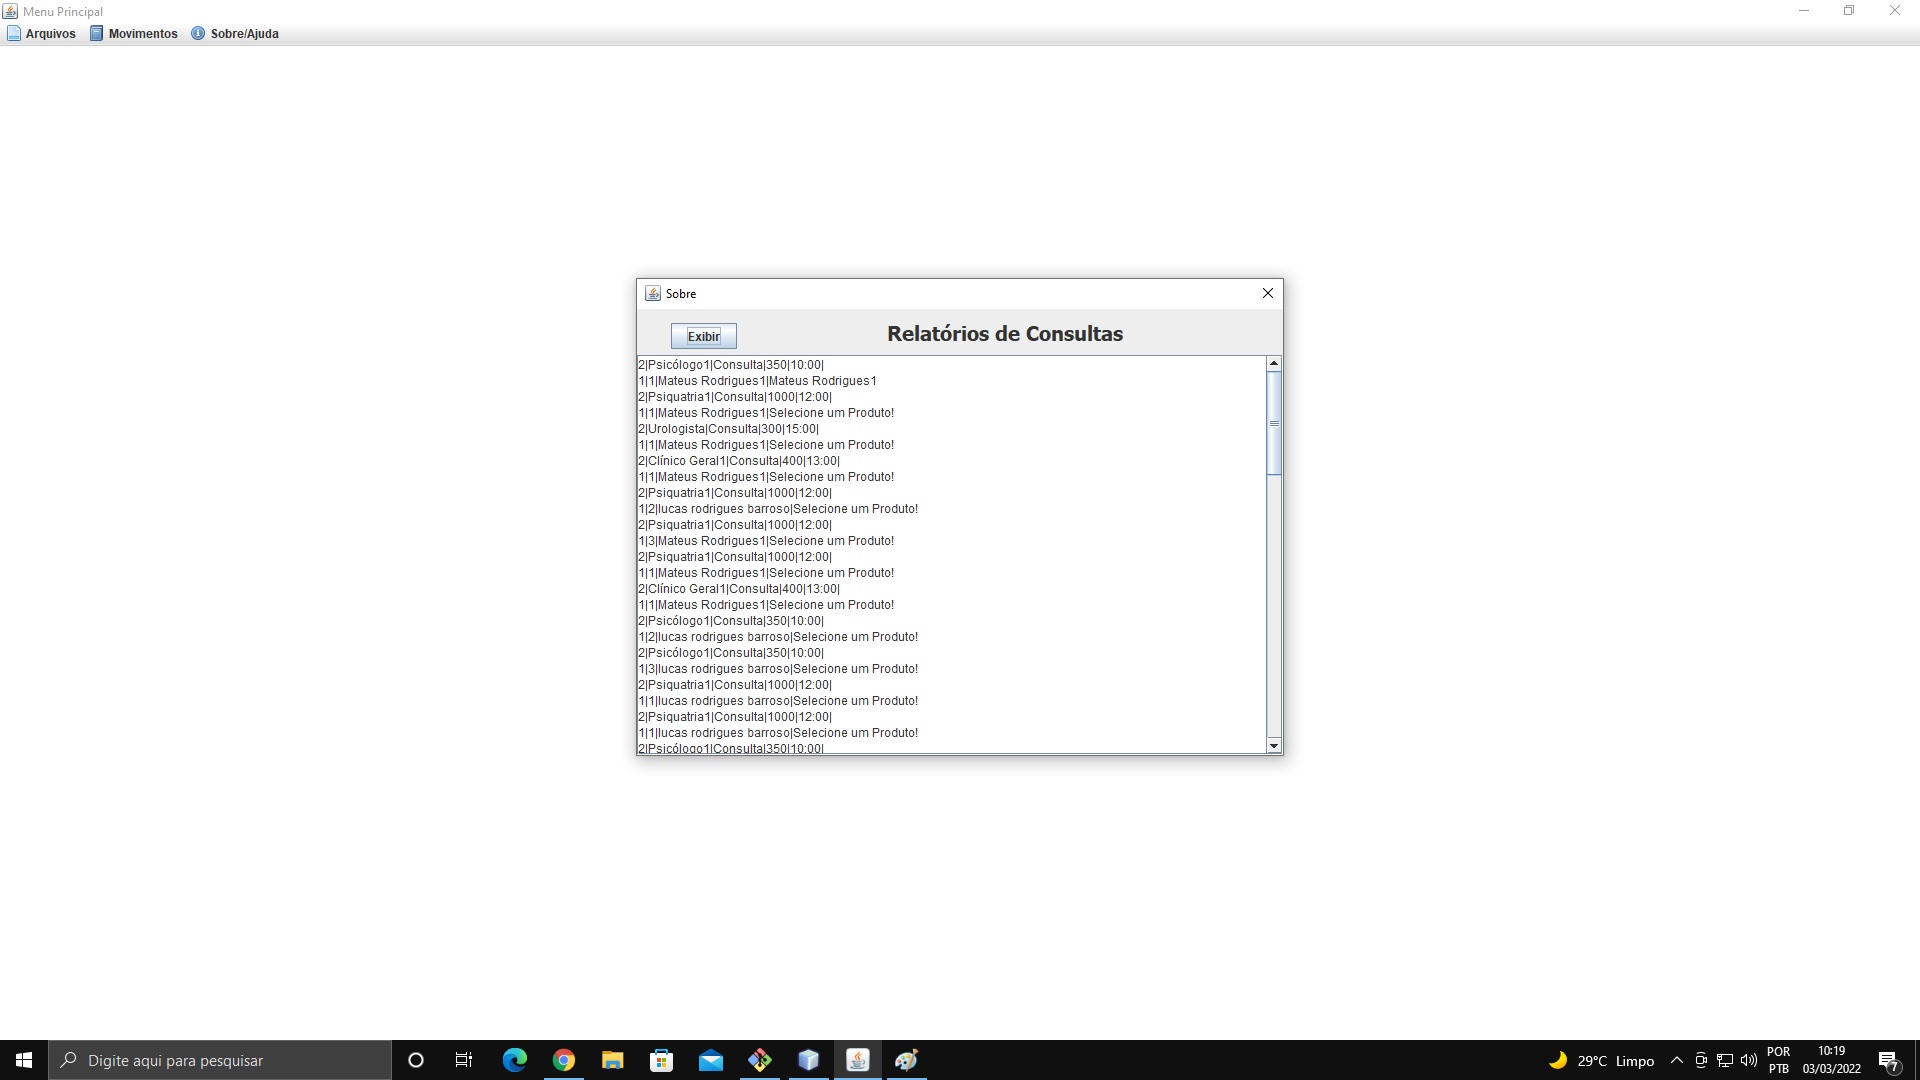 Menu Principal
Arquivos Movimentos Sobre/Ajuda
Sobre
Exibir
Relatórios de Consultas
2|Psicólogo1|Consulta|350|10:00|
1|1|Mateus Rodrigues1|Mateus Rodrigues1
2|Psiquatria1|Consulta|1000|12:00|
1|1|Mateus Rodrigues1|Selecione um Produto!
2|Urologista|Consulta|300|15:00|
1|1|Mateus Rodrigues1|Selecione um Produto!
2|Clínico Geral1|Consulta|400|13:00|
1|1|Mateus Rodrigues1|Selecione um Produto!
2|Psiquatria1|Consulta|1000|12:00|
1|2|lucas rodrigues barroso|Selecione um Produto!
2|Psiquatria1|Consulta|1000|12:00|
1|3|Mateus Rodrigues1|Selecione um Produto!
2|Psiquatria1|Consulta|1000|12:00|
1|1|Mateus Rodrigues1|Selecione um Produto!
2|Clínico Geral1|Consulta|400|13:00|
1|1|Mateus Rodrigues1|Selecione um Produto!
2|Psicólogo1|Consulta|350|10:00|
1|2|lucas rodrigues barroso|Selecione um Produto!
2|Psicólogo1|Consulta|350|10:00|
1|3|lucas rodrigues barroso|Selecione um Produto!
2|Psiquatria1|Consulta|1000|12:00|
1|1|lucas rodrigues barroso|Selecione um Produto!
2|Psiquatria1|Consulta|1000|12:00|
1|1|lucas rodrigues barroso|Selecione um Produto!
2|Psicólogo1|Consulta|350|10:00|
Digite aqui para pesquisar
29°C Limpo
POR
PTB
10:19
03/03/2022
7